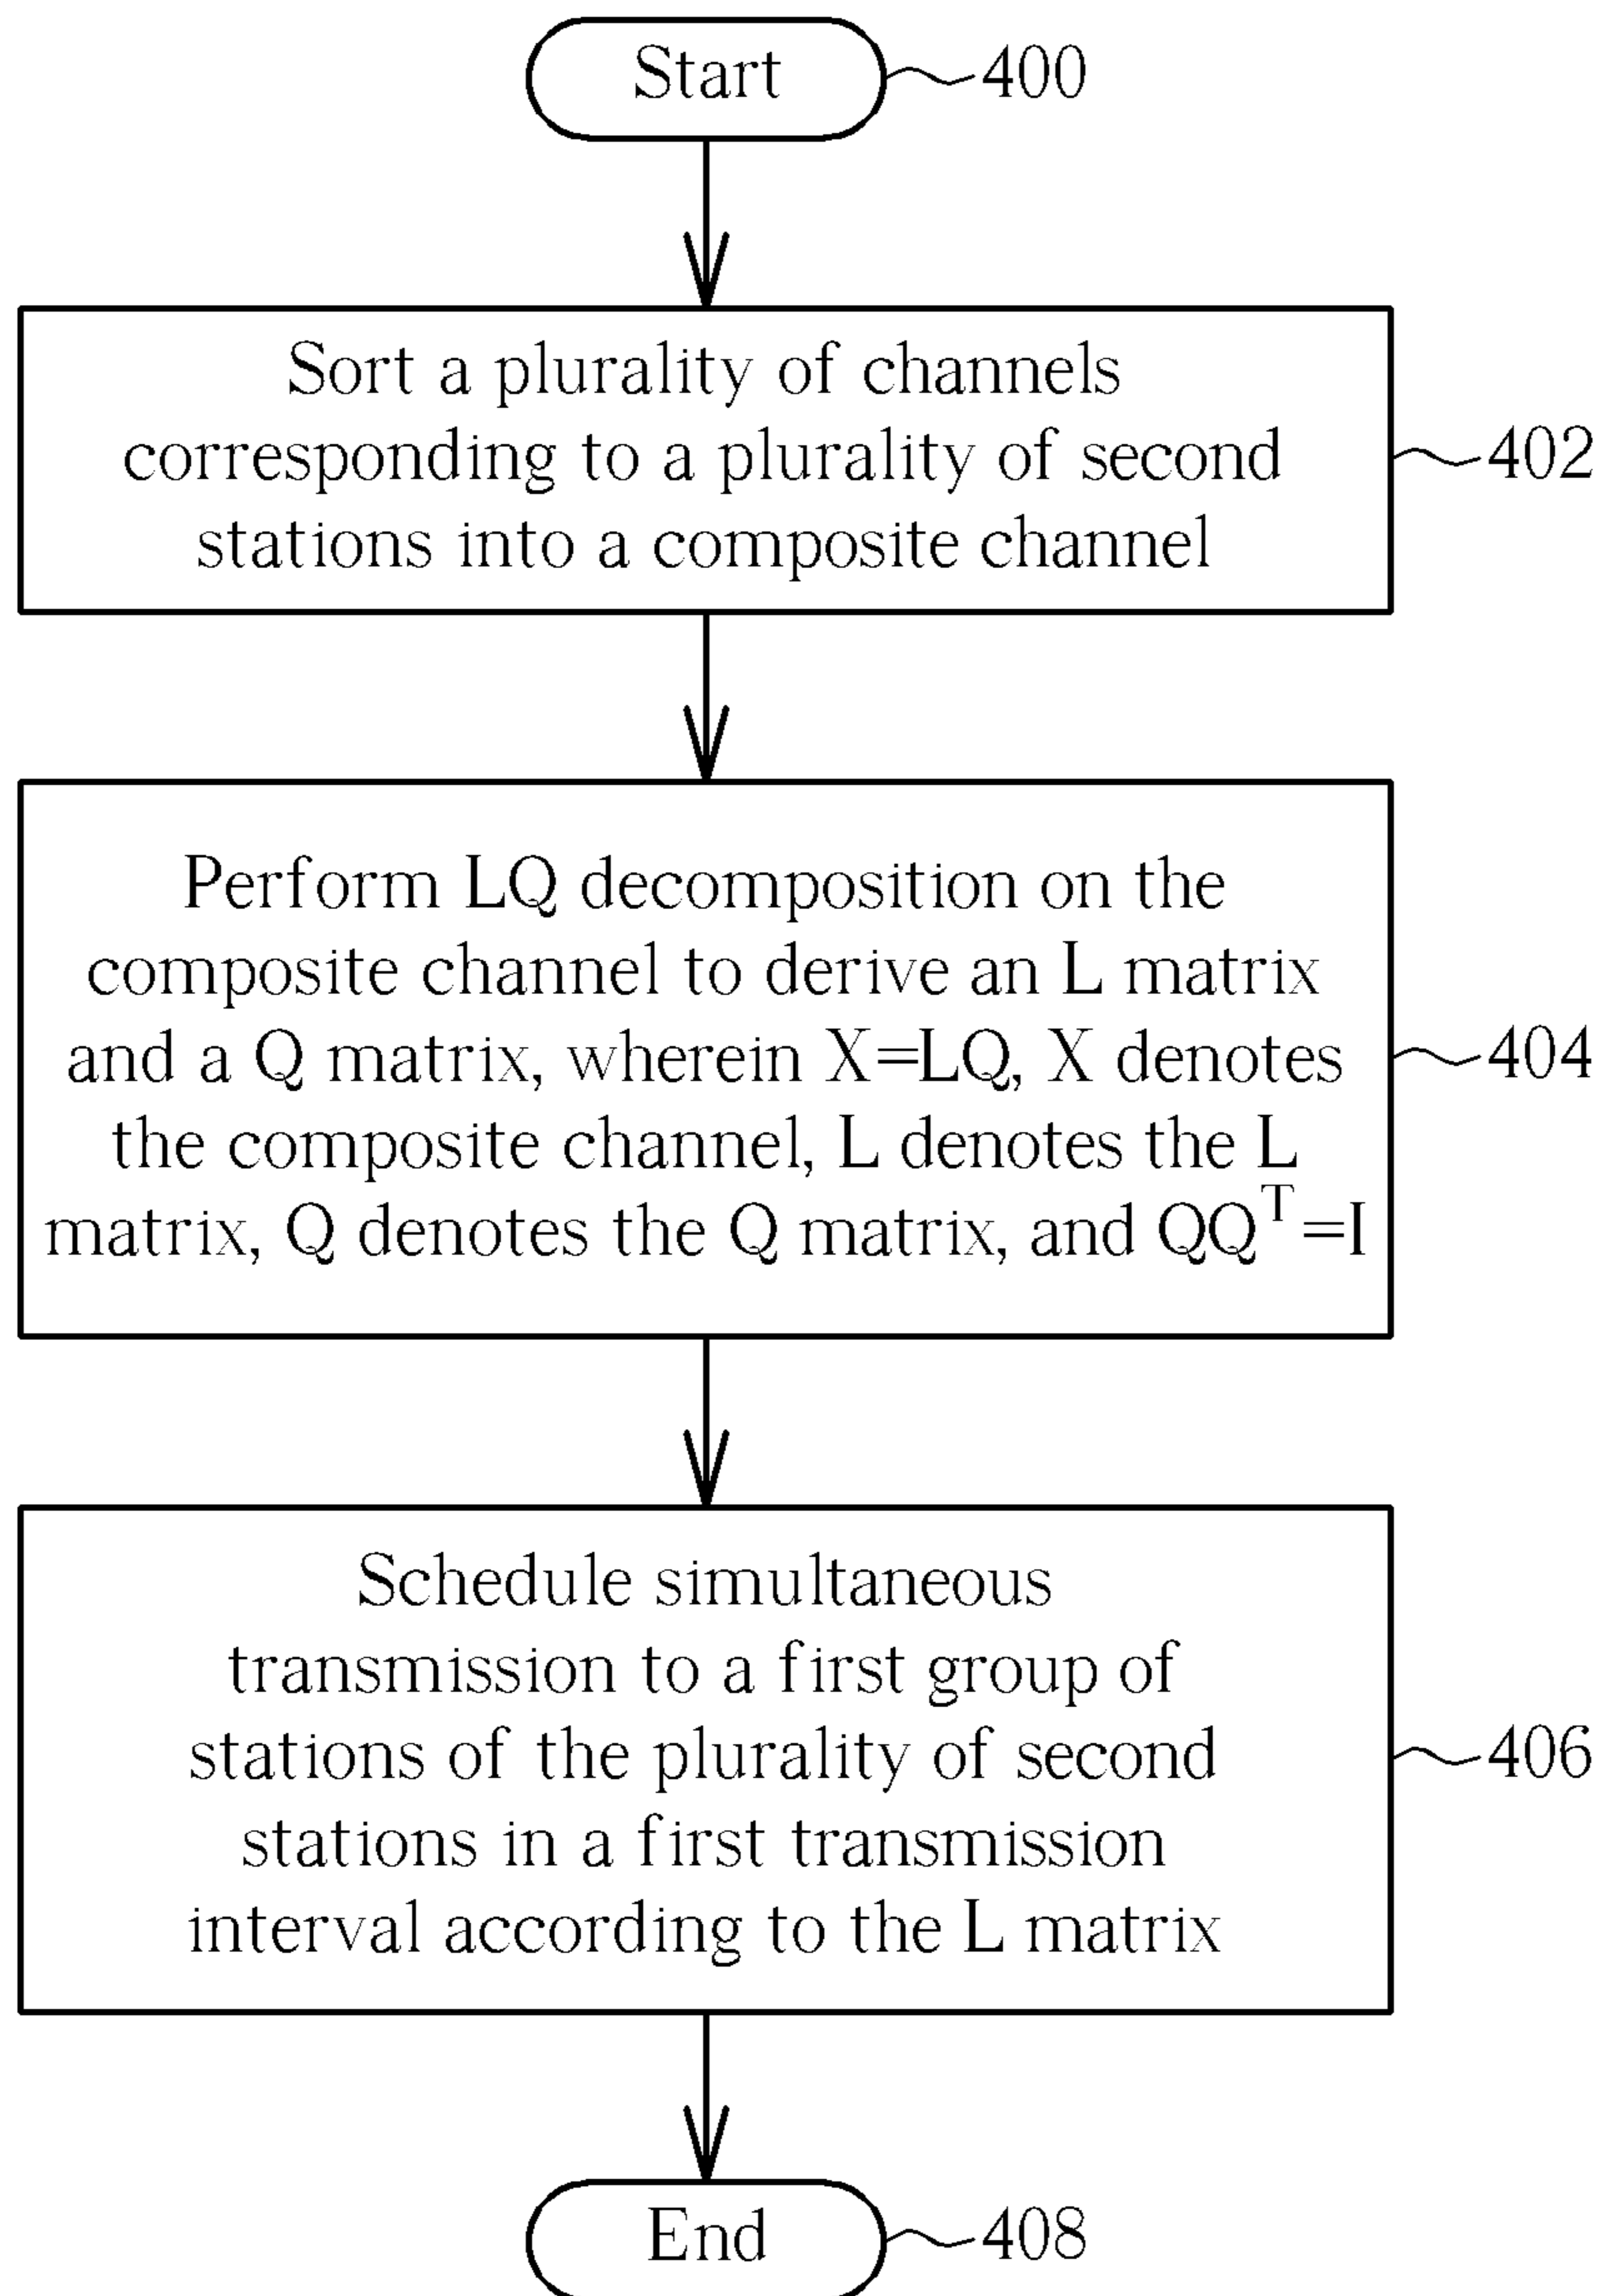 Start
400
Sort a plurality of channels
corresponding to a plurality of second
stations into a composite channel
402
Perform LQ decomposition on the
composite channel to derive an L matrix
and a Q matrix, wherein X=LQ, X denotes
the composite channel, L denotes the L
matrix, Q denotes the Q matrix, and QQ^T=I
404
Schedule simultaneous
transmission to a first group of
stations of the plurality of second
stations in a first transmission
interval according to the L matrix
406
End
408